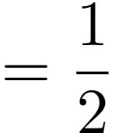 = 1/2